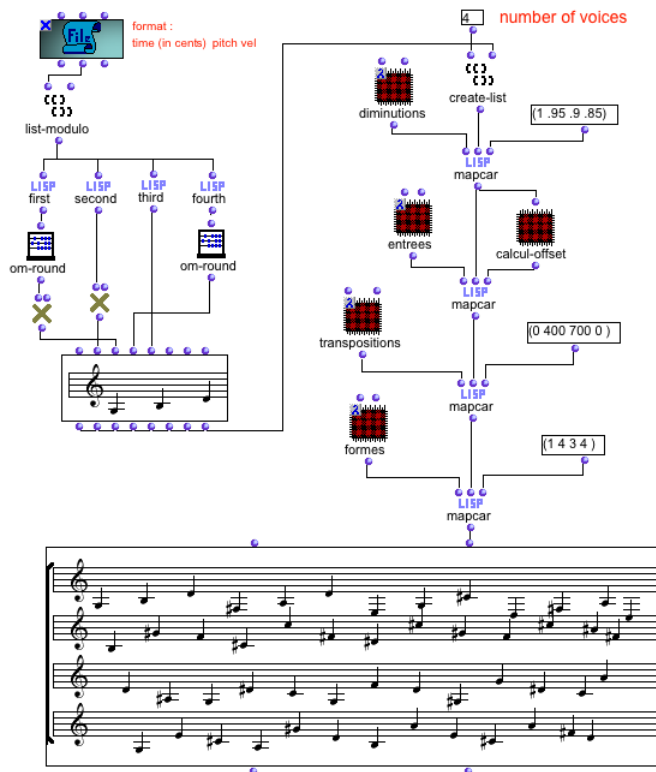 File
format :
time (in cents) pitch vel
4
number of voices
list-modulo
create-list
diminutions
(1 .95 .9 .85)
mapcar
LISP
LISP
LISP
LISP
LISP
first
second
third
fourth
entrees
calcul-offset
om-round
om-round
LISP
mapcar
transpositions
(0 400 700 0 )
LISP
mapcar
formes
(1 4 3 4 )
LISP
mapcar